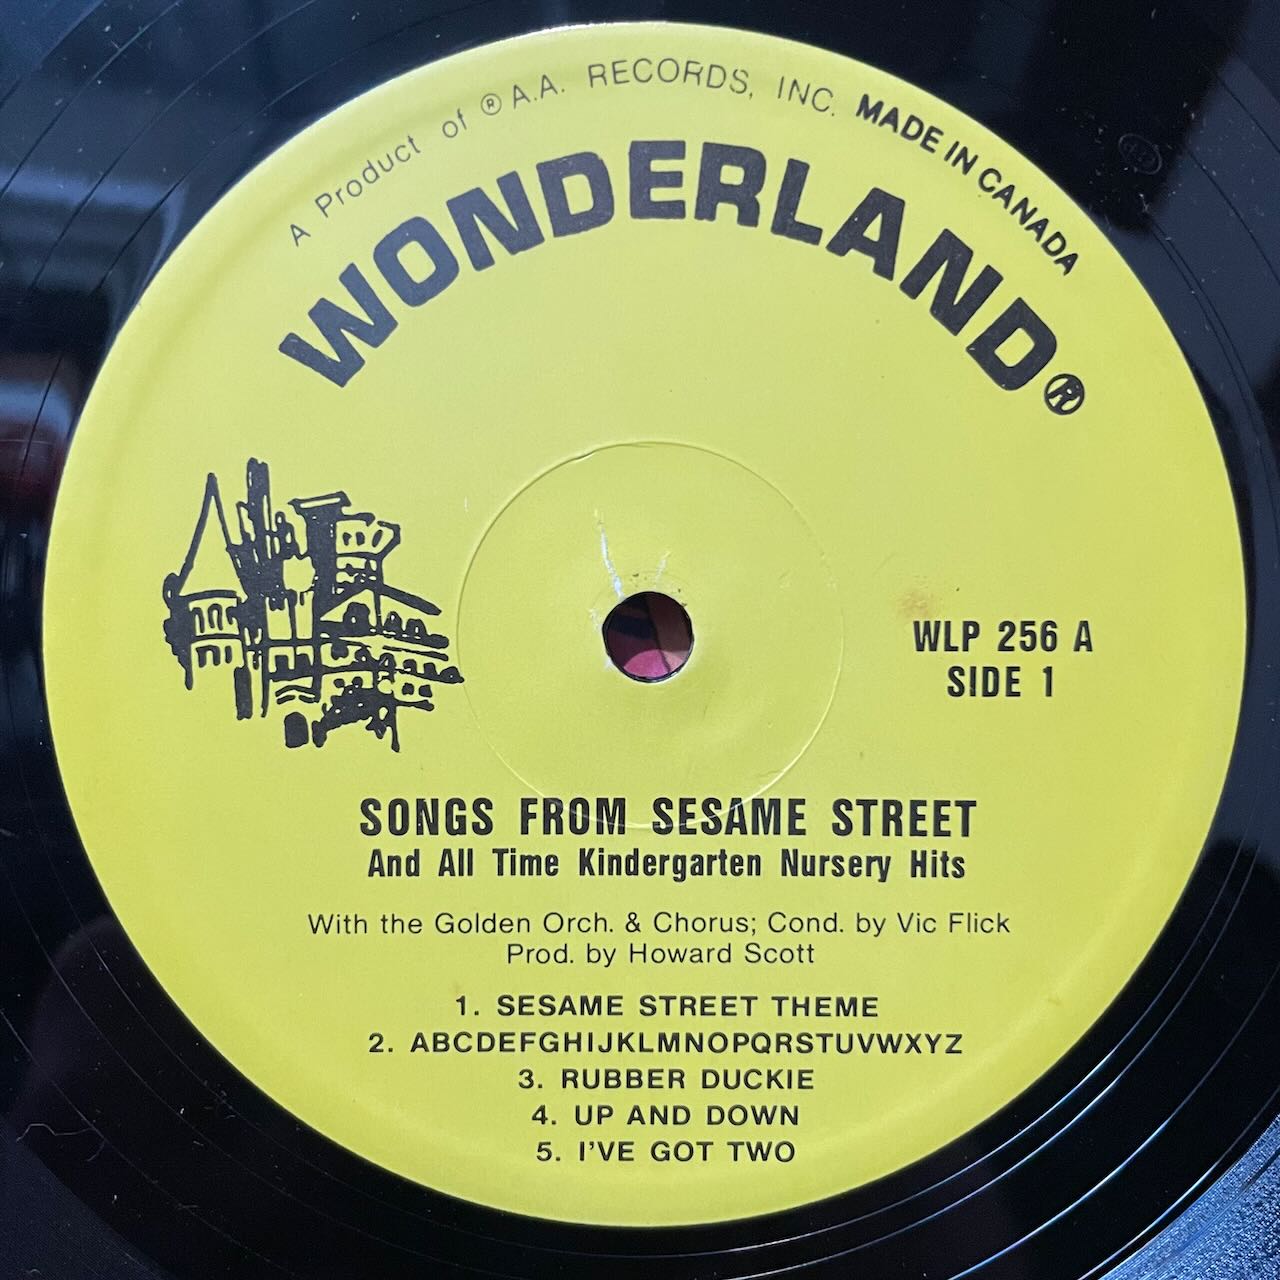 A Product of ® A.A. RECORDS, INC. MADE IN CANADA
WONDERLAND®
WLP 256 A
SIDE 1
SONGS FROM SESAME STREET
And All Time Kindergarten Nursery Hits
With the Golden Orch. & Chorus; Cond. by Vic Flick
Prod. by Howard Scott
1. SESAME STREET THEME
2. ABCDEFGHIJKLMNOPQRSTUVWXYZ
3. RUBBER DUCKIE
4. UP AND DOWN
5. I'VE GOT TWO